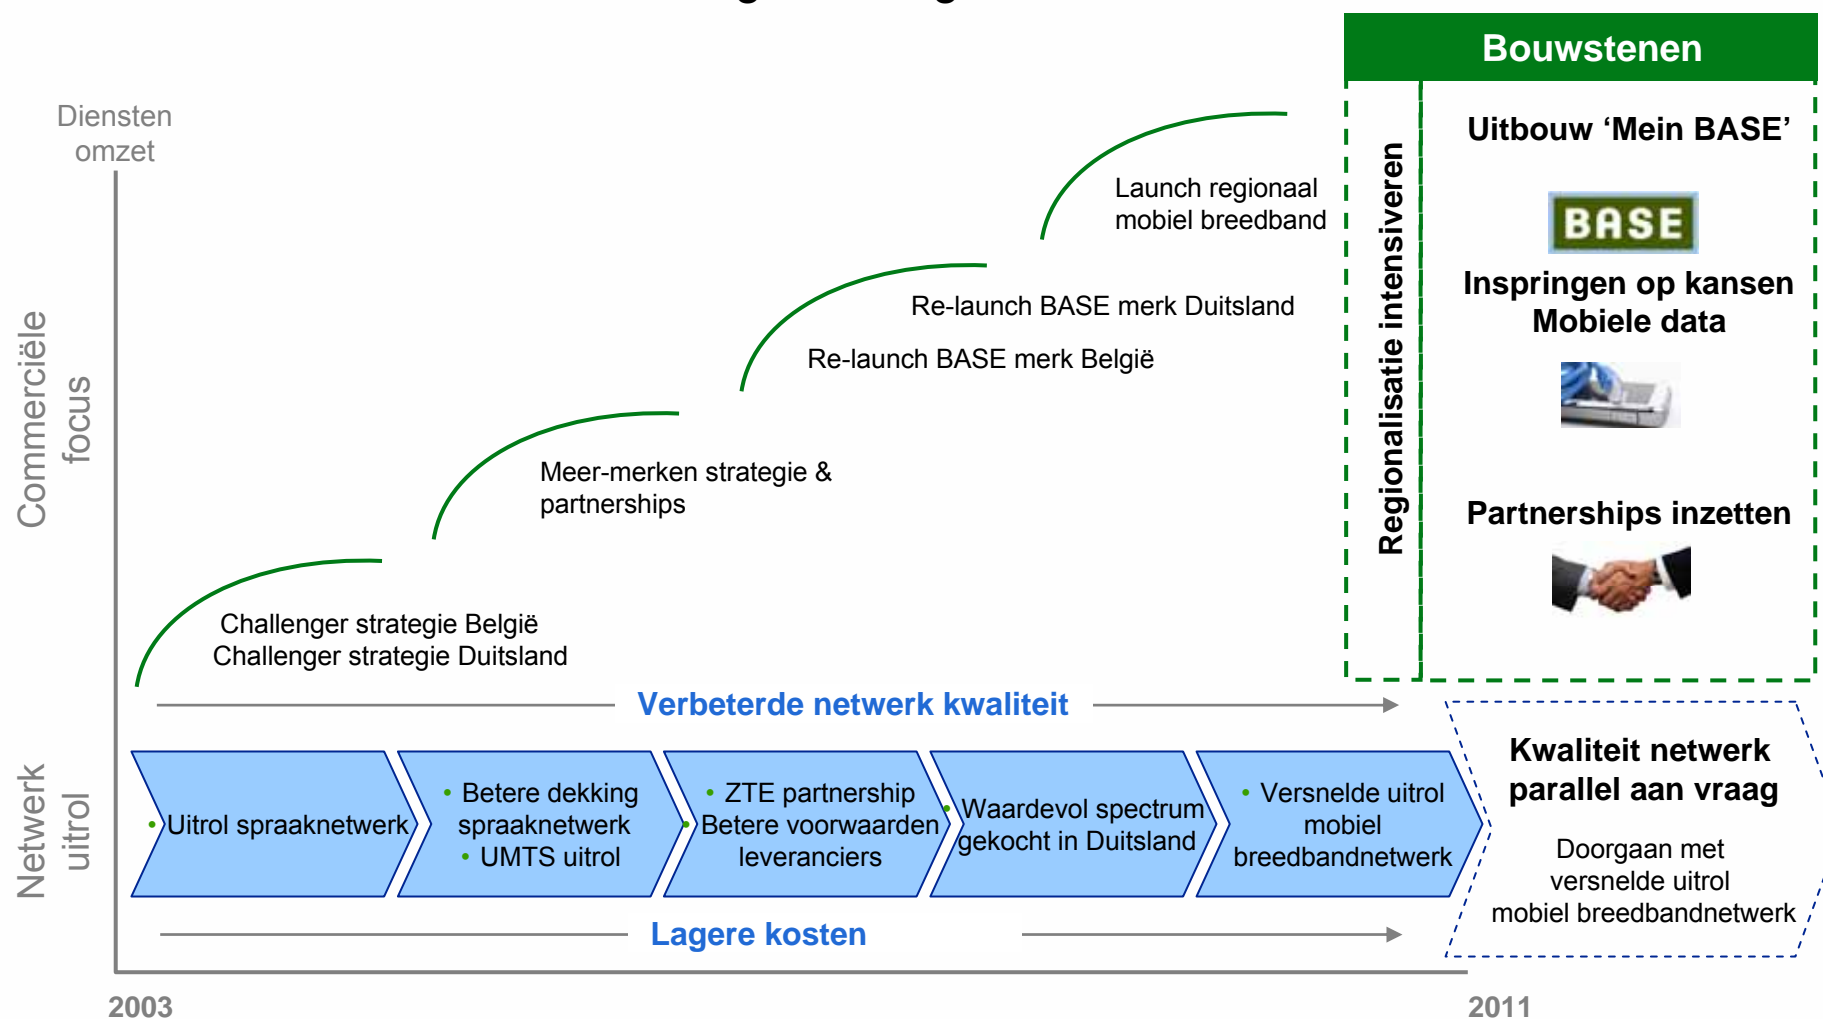 Bouwstenen
Diensten
omzet
Uitbouw ‘Mein BASE’
BASE
Inspringen op kansen
Mobiele data
Partnerships inzetten
Regionalisatie intensiveren
Launch regionaal
mobiel breedband
Re-launch BASE merk Duitsland
Re-launch BASE merk België
Meer-merken strategie &
partnerships
Challenger strategie België
Challenger strategie Duitsland
Commerciële
focus
Verbeterde netwerk kwaliteit
Netwerk
uitrol
• Uitrol spraaknetwerk
• Betere dekking
spraaknetwerk
• UMTS uitrol
• ZTE partnership
• Betere voorwaarden
leveranciers
• Waardevol spectrum
gekocht in Duitsland
• Versnelde uitrol
mobiel
breedbandnetwerk
Kwaliteit netwerk
parallel aan vraag
Doorgaan met
versnelde uitrol
mobiel breedbandnetwerk
Lagere kosten
2003
2011